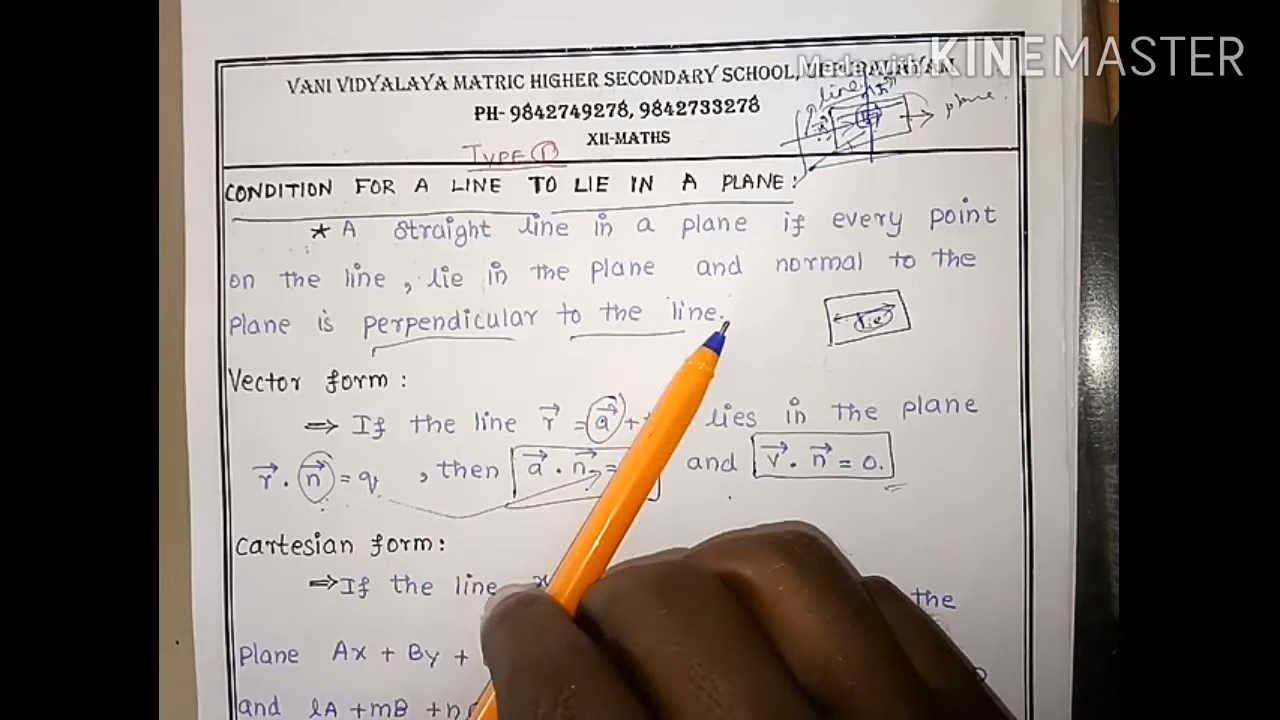 KINEMASTER
VANI VIDYALAYA MATRIC HIGHER SECONDARY SCHOOL,
PH- 9842749278, 9842733278
XII-MATHS
line
plane.
TYPE ①
CONDITION FOR A LINE TO LIE IN A PLANE:
* A straight line in a plane if every point
on the line, lie in the plane and normal to the
plane is perpendicular to the line.
lie
Vector form:
⇒ If the line r⃗ = a⃗ + lies in the plane
r⃗ . n⃗ = q, then a⃗ . n⃗ = and v⃗ . n⃗ = 0.
Cartesian form:
⇒ If the line the
Plane Ax + By +
and lA + mB +